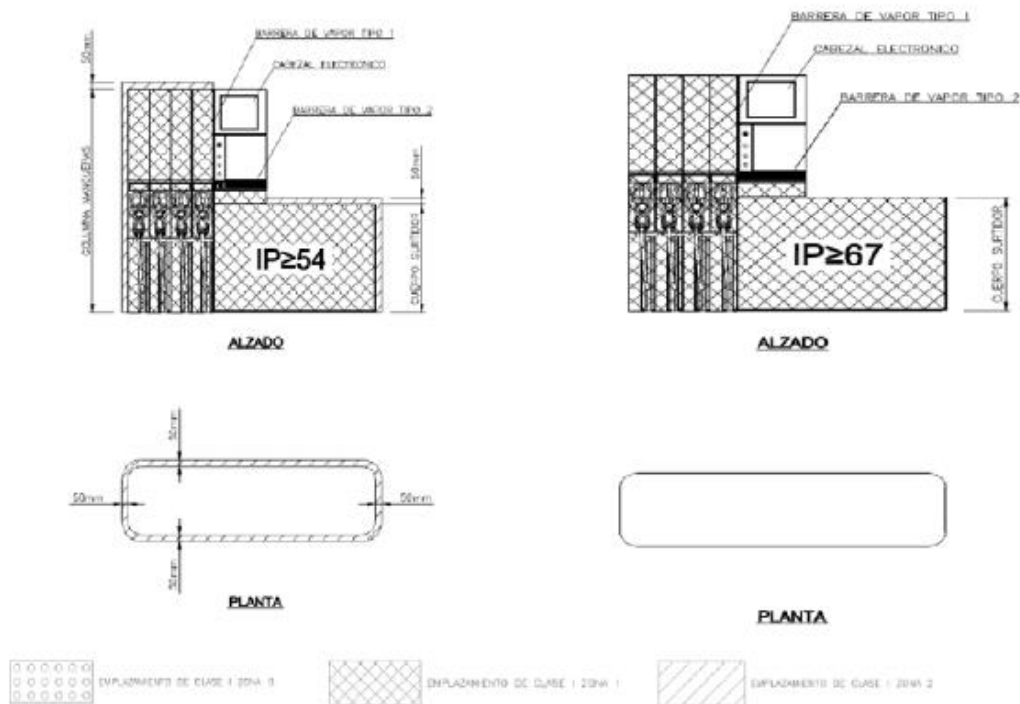 50mm
BARRERA DE VAPOR TIPO 1
CABEZAL ELECTRONICO
BARRERA DE VAPOR TIPO 2
COLUMNA MANGUERAS
50mm
CUERPO SURTIDOR
IP≥54
ALZADO
BARRERA DE VAPOR TIPO 1
CABEZAL ELECTRONICO
BARRERA DE VAPOR TIPO 2
CUERPO SURTIDOR
IP≥67
ALZADO
50mm
50mm
50mm
50mm
PLANTA
PLANTA
EMPLAZAMIENTO DE CLASE I ZONA 0
EMPLAZAMIENTO DE CLASE I ZONA 1
EMPLAZAMIENTO DE CLASE I ZONA 2